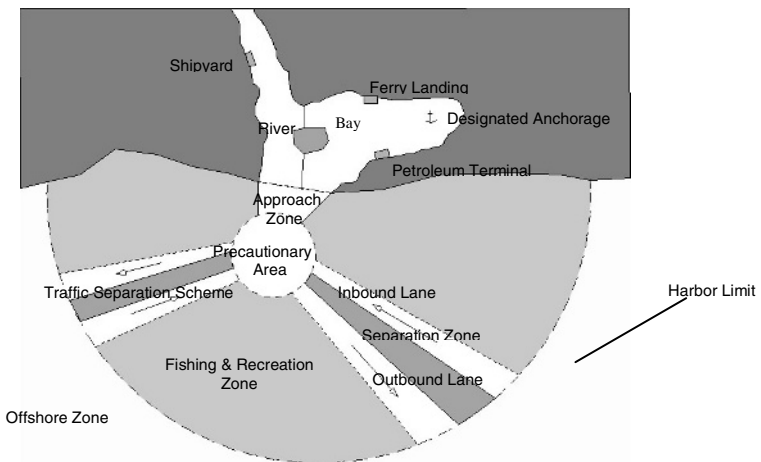 Shipyard
Ferry Landing
River
Bay
Designated Anchorage
Petroleum Terminal
Approach
Zone
Precautionary
Area
Traffic Separation Scheme
Inbound Lane
Harbor Limit
Separation Zone
Fishing & Recreation
Zone
Outbound Lane
Offshore Zone